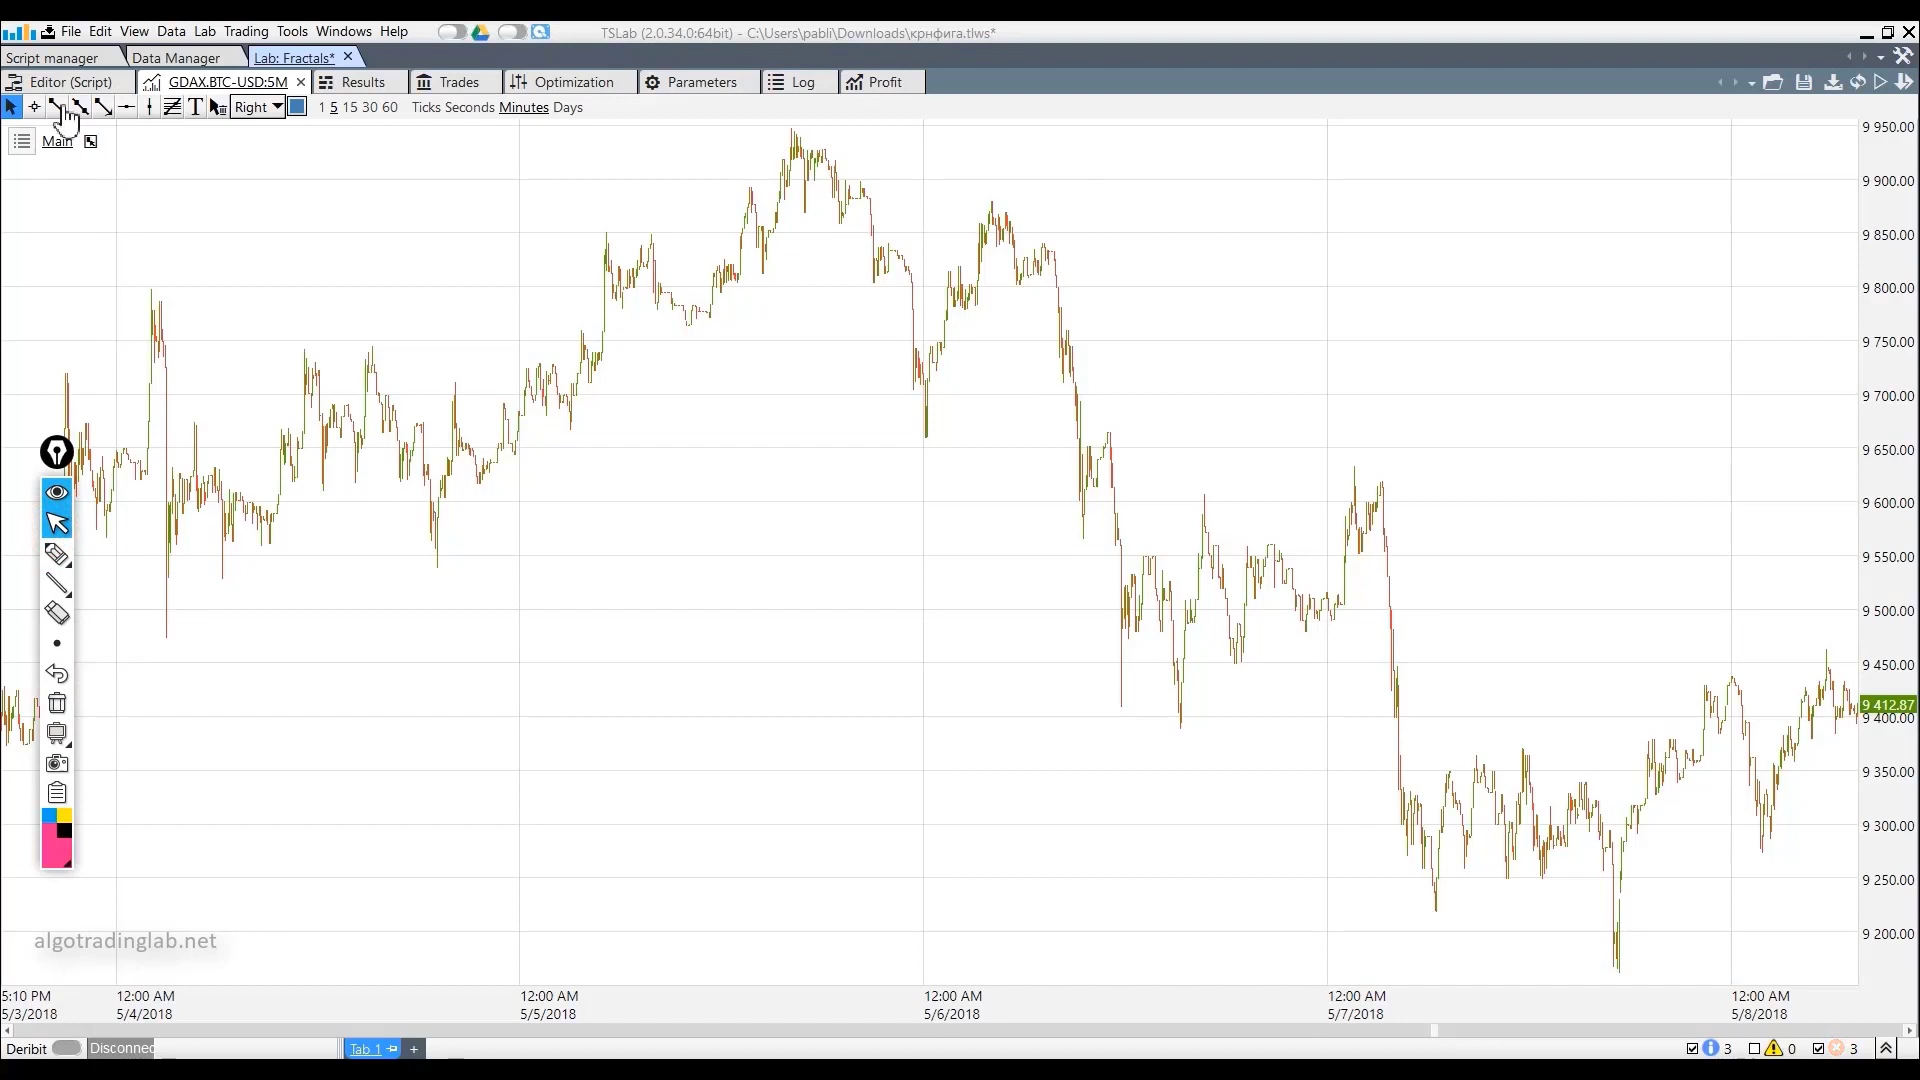 File Edit View Data Lab Trading Tools Windows Help
TSLab (2.0.34.0:64bit) - C:\Users\pabli\Downloads\крнфига.tlws*
Script manager Data Manager Lab: Fractals*
Editor (Script) GDAX.BTC-USD:5M Results Trades Optimization Parameters Log Profit
Right 1 5 15 30 60 Ticks Seconds Minutes Days
Main
9 950.00
9 900.00
9 850.00
9 800.00
9 750.00
9 700.00
9 650.00
9 600.00
9 550.00
9 500.00
9 450.00
9 412.87
9 400.00
9 350.00
9 300.00
9 250.00
9 200.00
algotradinglab.net
5:10 PM 12:00 AM 12:00 AM 12:00 AM 12:00 AM 12:00 AM
5/3/2018 5/4/2018 5/5/2018 5/6/2018 5/7/2018 5/8/2018
Deribit Disconnec Tab 1 + 3 0 3